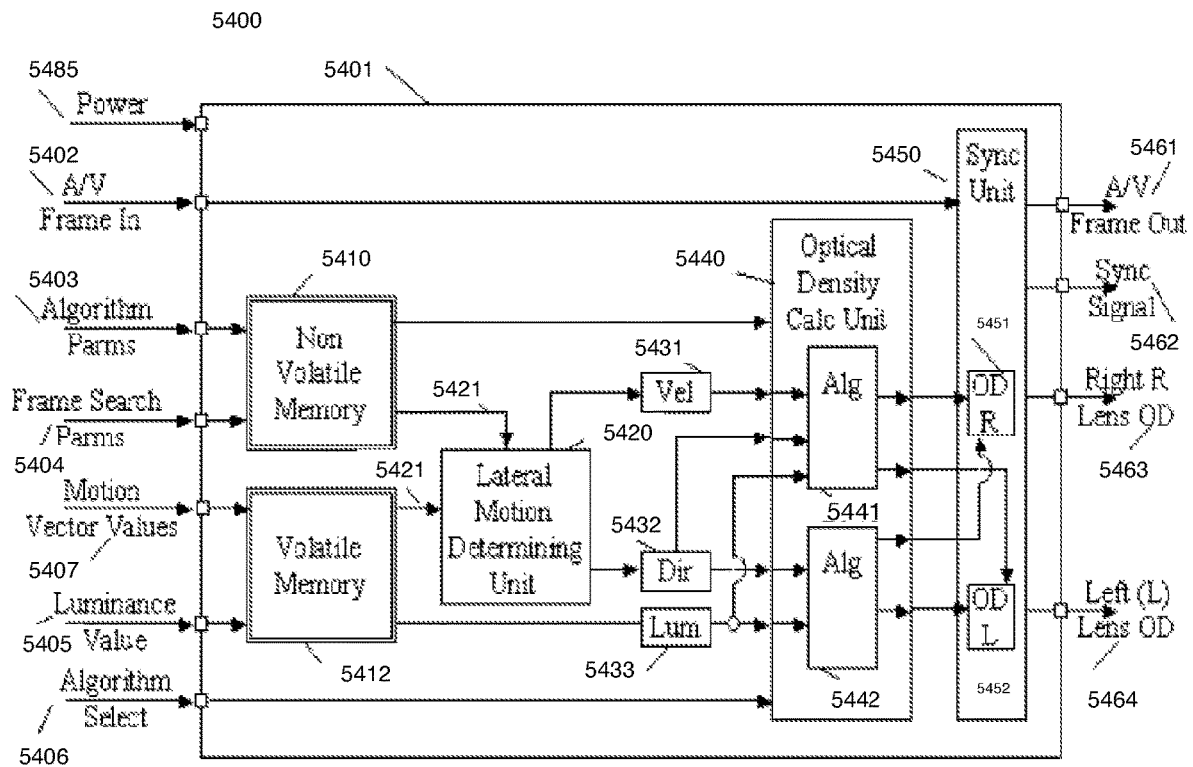 5400
5485
5401
Power
5402
A/V
Frame In
5450
Sync
Unit
5461
A/V
Frame Out
5403
Algorithm
Parms
5410
Non
Volatile
Memory
5440
Optical
Density
Calc Unit
Sync
Signal
5462
Frame Search
/Parms
5404
5421
5431
Vel
5420
Alg
5441
5451
OD
R
Right R
Lens OD
5463
Motion
Vector Values
5407
5421
Volatile
Memory
5412
Lateral
Motion
Determining
Unit
5432
Dir
Alg
5442
Luminance
Value
5405
Lum
5433
OD
L
5452
Left (L)
Lens OD
5464
Algorithm
Select
5406